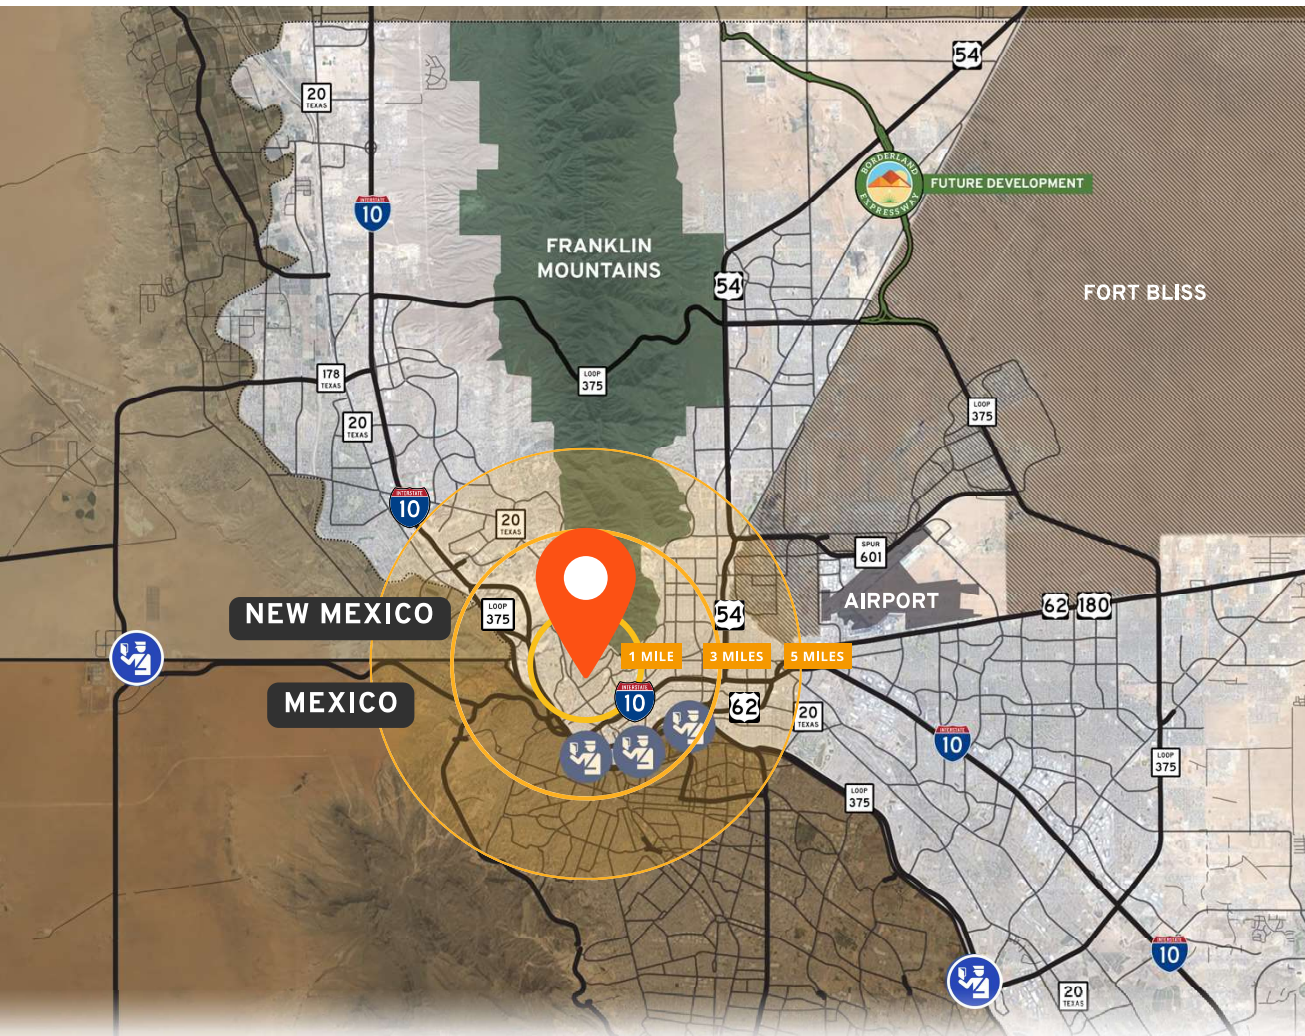 54
20
TEXAS
BORDERLAND
EXPRESSWAY
FUTURE DEVELOPMENT
INTERSTATE
10
FRANKLIN
MOUNTAINS
54
FORT BLISS
178
TEXAS
LOOP
375
LOOP
375
20
TEXAS
INTERSTATE
10
20
TEXAS
SPUR
601
NEW MEXICO
LOOP
375
54
AIRPORT
62 180
1 MILE
3 MILES
5 MILES
MEXICO
INTERSTATE
10
62
20
TEXAS
INTERSTATE
10
LOOP
375
LOOP
375
INTERSTATE
10
20
TEXAS